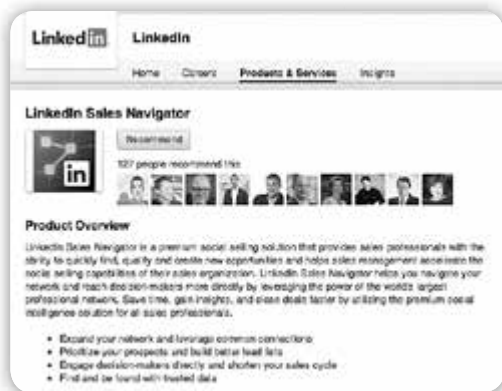 Linked in
LinkedIn
Home Careers Products & Services Insights
LinkedIn Sales Navigator
Recommend
127 people recommend this
in
Product Overview
LinkedIn Sales Navigator is a premium social selling solution that provides sales professionals with the
ability to quickly find, qualify and create new opportunities and helps sales management accelerate the
social selling capabilities of their sales organization. LinkedIn Sales Navigator helps you navigate your
network and reach decision-makers more directly by leveraging the power of the worlds largest
professional network. Save time, gain insights, and close deals faster by utilizing the premium social
intelligence solution for all sales professionals.
• Expand your network and leverage common connections
• Prioritize your prospects and build better lead lists
• Engage decision-makers directly and shorten your sales cycle
• Find and be found with trusted data